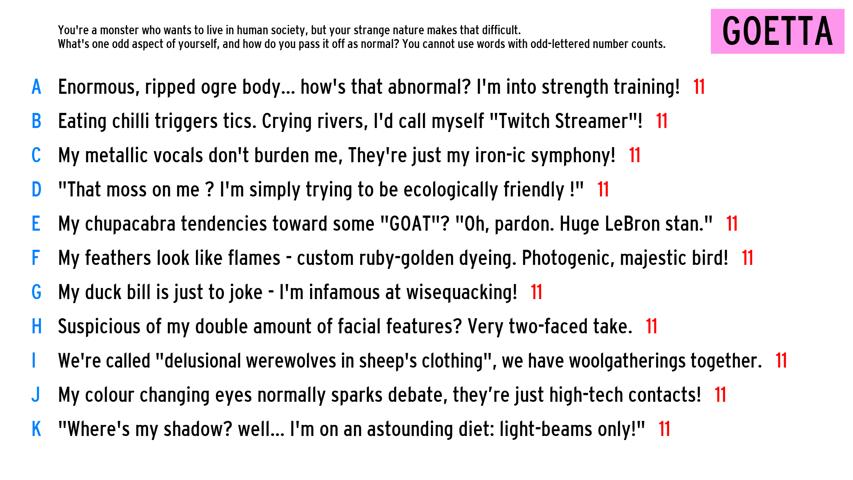 You're a monster who wants to live in human society, but your strange nature makes that difficult.
What's one odd aspect of yourself, and how do you pass it off as normal? You cannot use words with odd-lettered number counts.
GOETTA
A Enormous, ripped ogre body... how's that abnormal? I'm into strength training! 11
B Eating chilli triggers tics. Crying rivers, I'd call myself "Twitch Streamer"! 11
C My metallic vocals don't burden me, They're just my iron-ic symphony! 11
D "That moss on me ? I'm simply trying to be ecologically friendly !" 11
E My chupacabra tendencies toward some "GOAT"? "Oh, pardon. Huge LeBron stan." 11
F My feathers look like flames - custom ruby-golden dyeing. Photogenic, majestic bird! 11
G My duck bill is just to joke - I'm infamous at wisequacking! 11
H Suspicious of my double amount of facial features? Very two-faced take. 11
I We're called "delusional werewolves in sheep's clothing", we have woolgatherings together. 11
J My colour changing eyes normally sparks debate, they’re just high-tech contacts! 11
K "Where's my shadow? well... I'm on an astounding diet: light-beams only!" 11